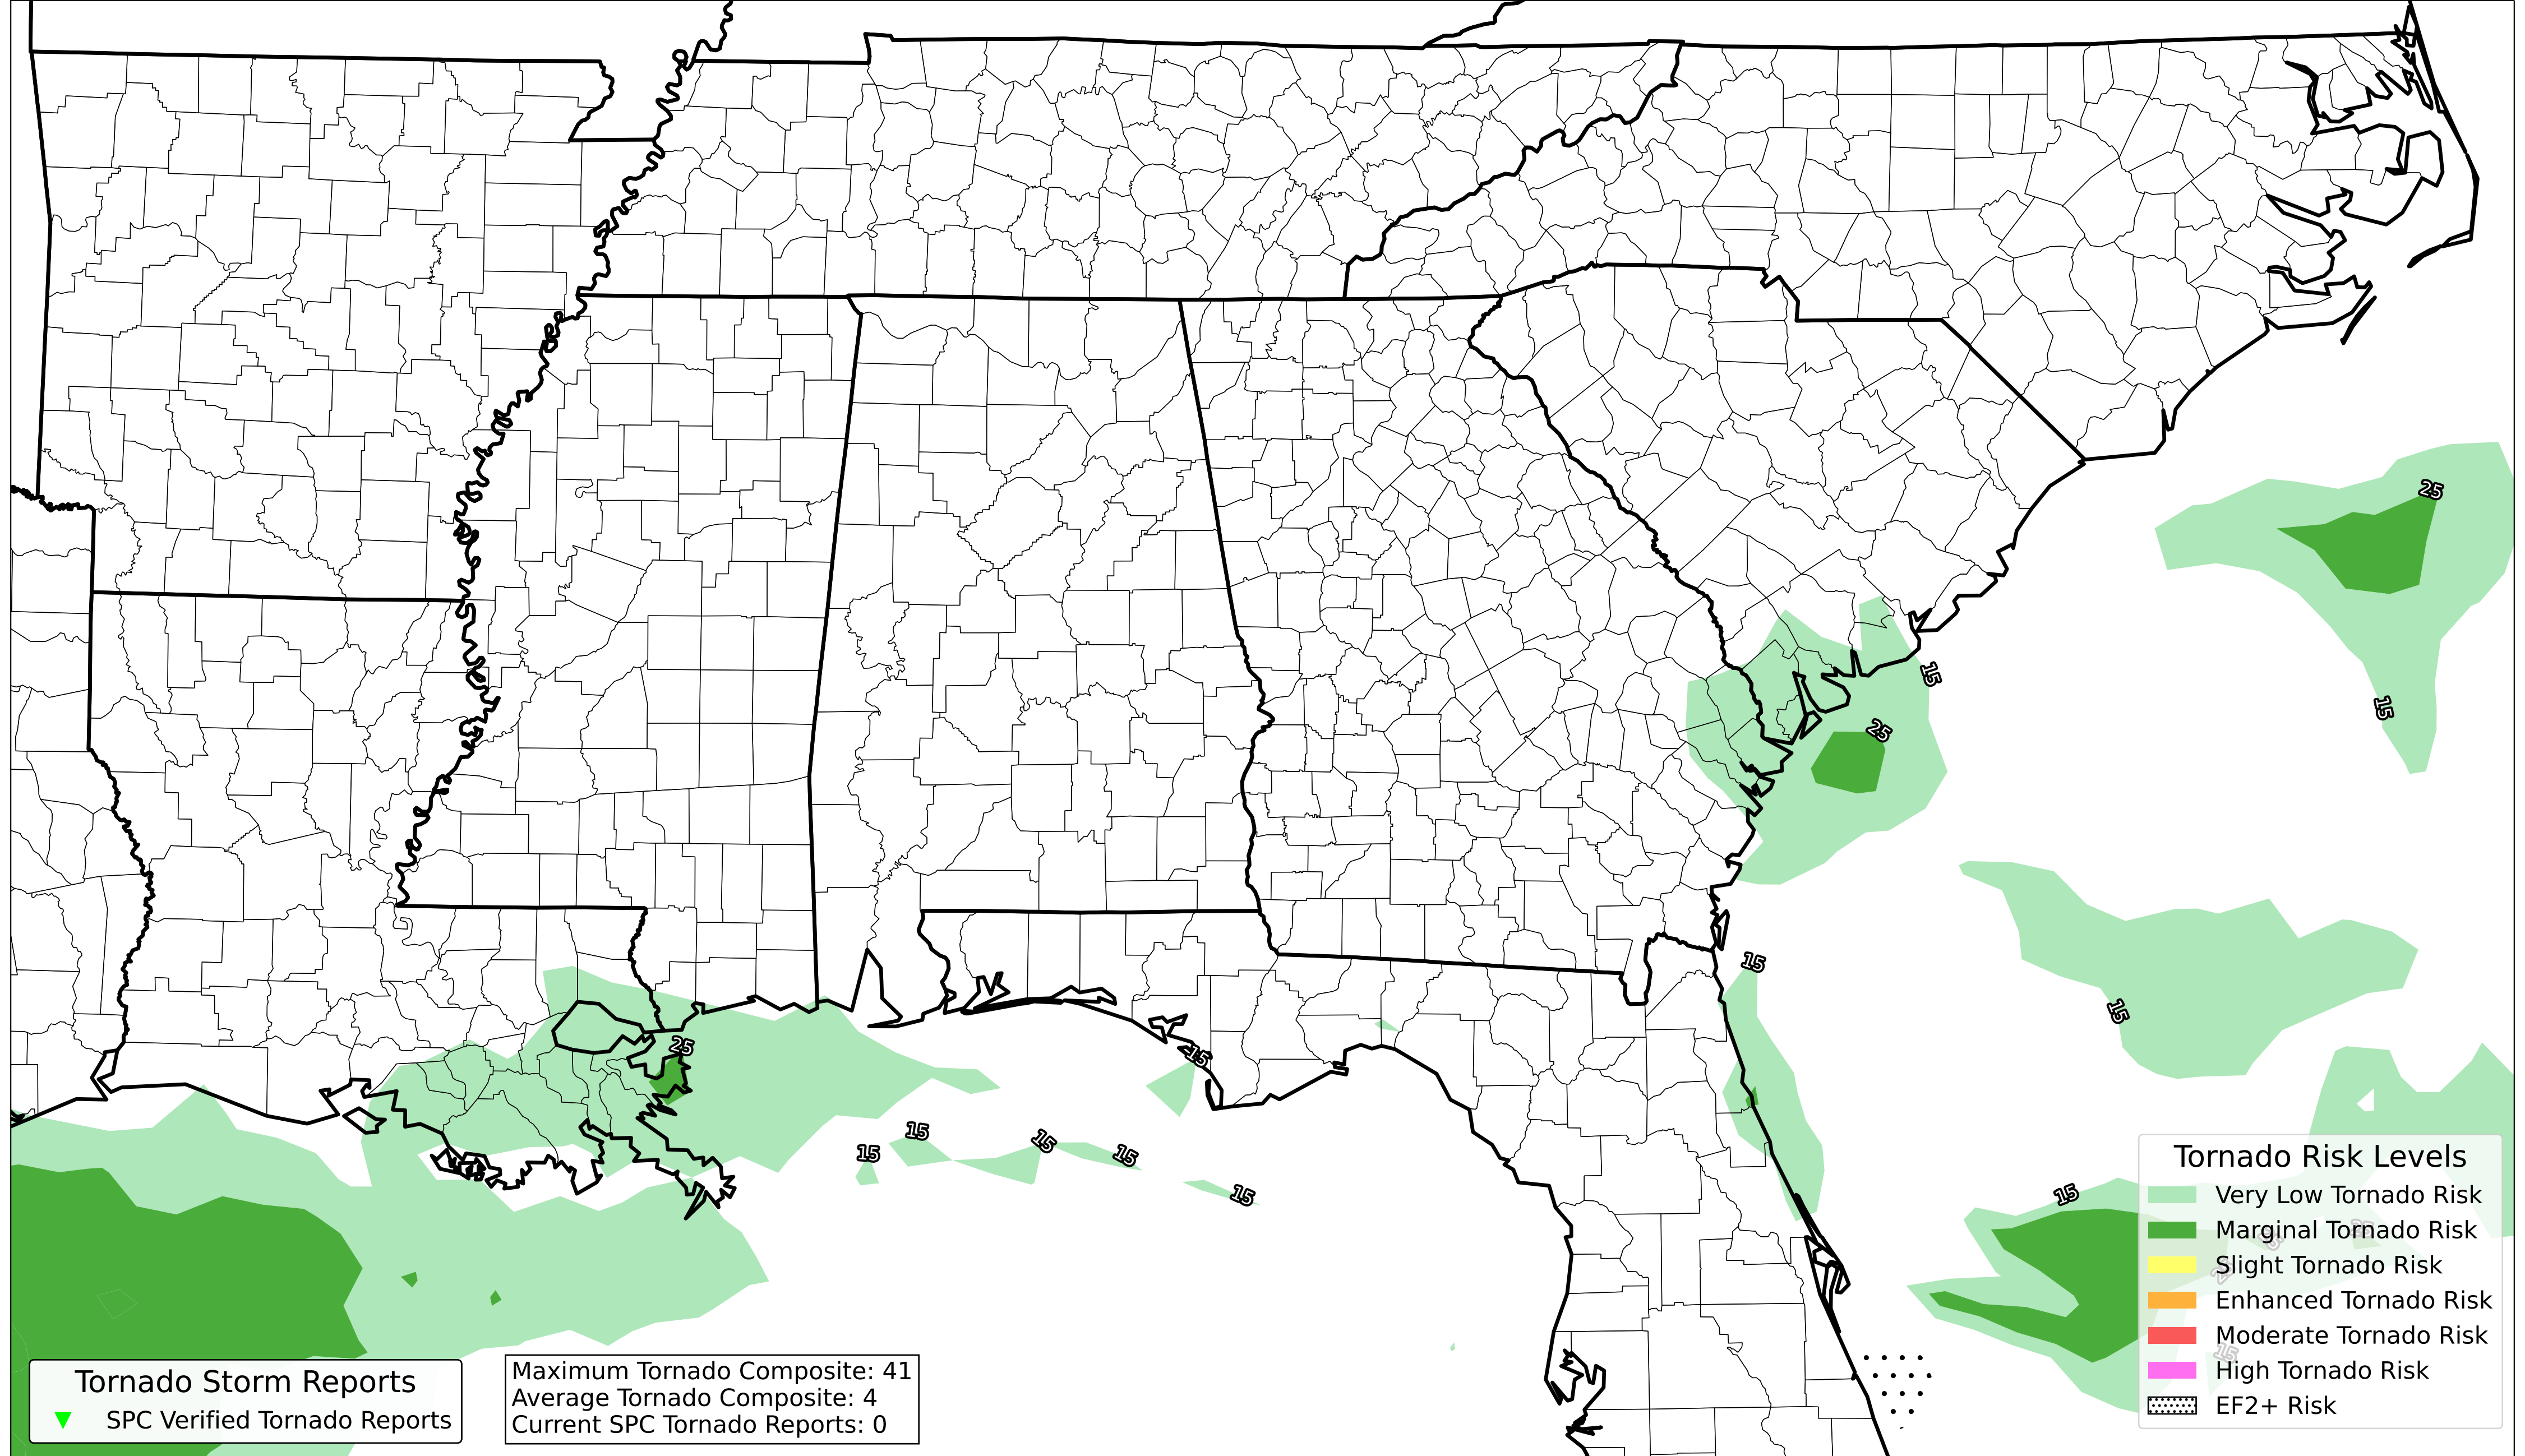 25
15
15
25
15
15
25
15
15
15
15
15
15
15
Tornado Risk Levels
Very Low Tornado Risk
Marginal Tornado Risk
Slight Tornado Risk
Enhanced Tornado Risk
Moderate Tornado Risk
High Tornado Risk
EF2+ Risk
Tornado Storm Reports
SPC Verified Tornado Reports
Maximum Tornado Composite: 41
Average Tornado Composite: 4
Current SPC Tornado Reports: 0